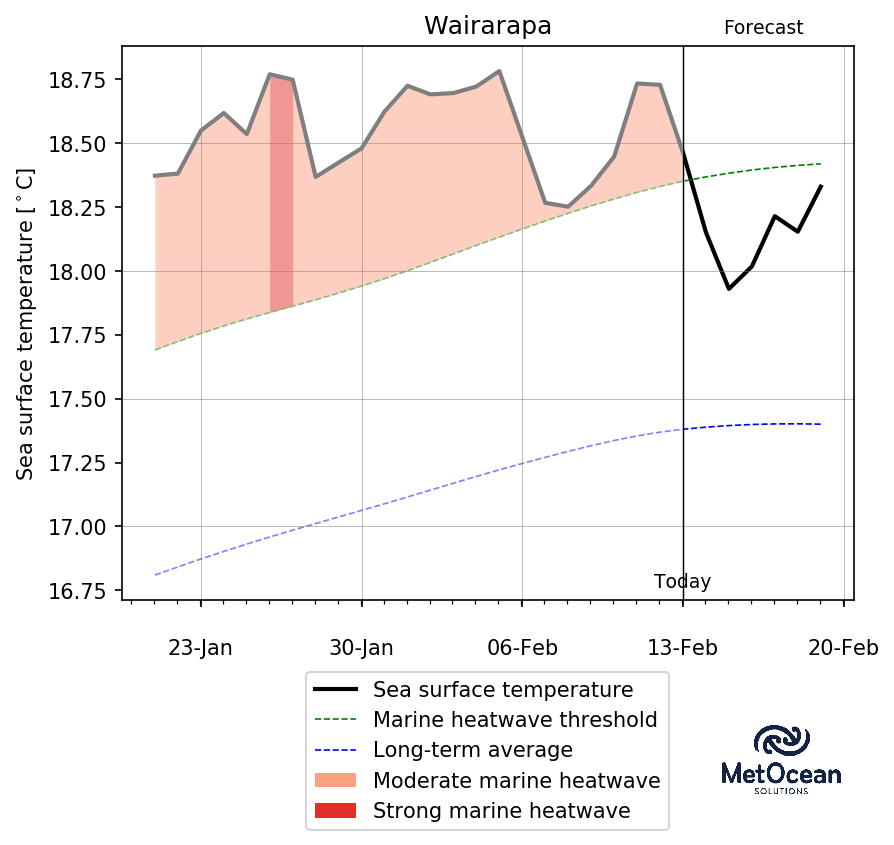 Wairarapa
Forecast
Sea surface temperature [°C]
18.75
18.50
18.25
18.00
17.75
17.50
17.25
17.00
16.75
Today
23-Jan
30-Jan
06-Feb
13-Feb
20-Feb
Sea surface temperature
Marine heatwave threshold
Long-term average
Moderate marine heatwave
Strong marine heatwave
MetOcean
SOLUTIONS